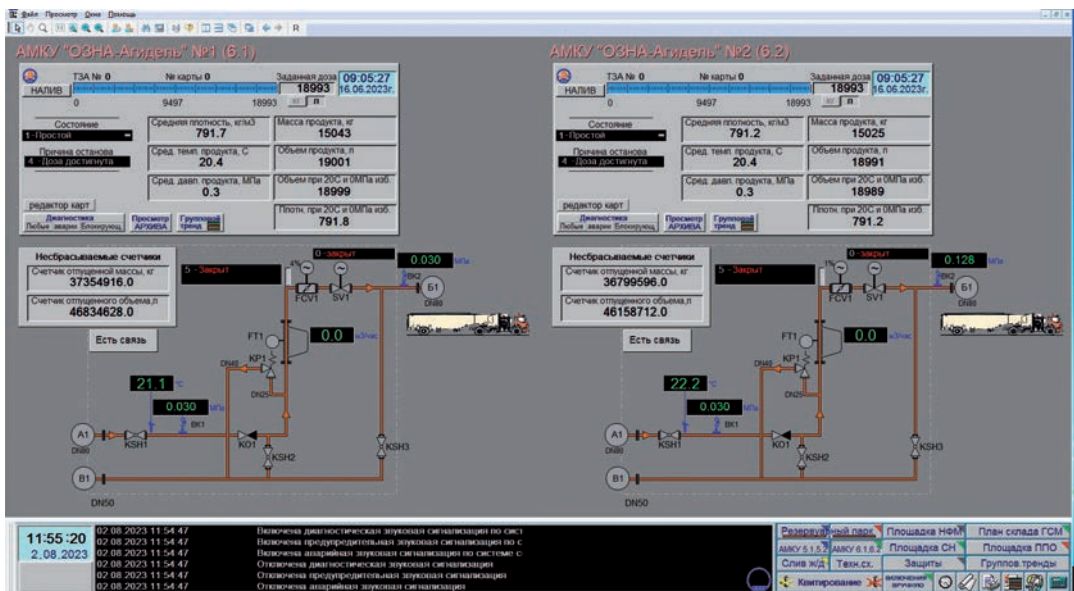 Файл Просмотр Окна Помощь
R
АМКУ "ОЗНА-Агидель" №1 (6.1)
ТЗА № 0 № карты 0 Заданная доза 09:05:27
НАЛИВ 18993 16.06.2023г.
0 9497 18993 кг л
Состояние
1-Простой
Причина останова
4 -Доза достигнута
Средняя плотность, кг/м3
791.7
Масса продукта, кг
15043
Сред. темп. продукта, С
20.4
Объем продукта, л
19001
Сред. давл. продукта, МПа
0.3
Объем при 20С и 0МПа изб.
18999
редактор карт
Плотн. при 20С и 0МПа изб.
791.8
Диагностика
Любые аварии Блокирующ.
Просмотр
АРХИВА
Групповой
тренд
Несбрасываемые счетчики
Счетчик отпущенной массы, кг
37354916.0
Счетчик отпущенного объема,л
46834628.0
Есть связь
5 - Закрыт
0 -закрыт
4%
0.030 МПа
ВК2
FCV1
SV1
Б1
DN80
FT1
0.0 м3/час
КР1
DN40
DN25
21.1 °C
0.030 МПа
ВК1
А1
DN80
KSH1
КО1
KSH2
KSH3
В1
DN50
АМКУ "ОЗНА-Агидель" №2 (6.2)
ТЗА № 0 № карты 0 Заданная доза 09:05:27
НАЛИВ 18993 16.06.2023г.
0 9497 18993 кг л
Состояние
1-Простой
Причина останова
4 -Доза достигнута
Средняя плотность, кг/м3
791.2
Масса продукта, кг
15025
Сред. темп. продукта, С
20.4
Объем продукта, л
18991
Сред. давл. продукта, МПа
0.3
Объем при 20С и 0МПа изб.
18989
редактор карт
Плотн. при 20С и 0МПа изб.
791.2
Диагностика
Любые аварии Блокирующ.
Просмотр
АРХИВА
Групповой
тренд
Несбрасываемые счетчики
Счетчик отпущенной массы, кг
36799596.0
Счетчик отпущенного объема,л
46158712.0
Есть связь
5 - Закрыт
0 -закрыт
1%
0.128 МПа
ВК2
FCV1
SV1
Б1
DN80
FT1
0.0 м3/час
КР1
DN40
DN25
22.2 °C
0.030 МПа
ВК1
А1
DN80
KSH1
КО1
KSH2
KSH3
В1
DN50
11:55:20
2.08.2023
02 08 2023 11 54 47 Включена диагностическая звуковая сигнализация по сист
02 08 2023 11 54 47 Включена предупредительная звуковая сигнализация по с
02 08 2023 11 54 47 Включена аварийная звуковая сигнализация по системе с
02 08 2023 11 54 47 Отключена диагностическая звуковая сигнализация
02 08 2023 11 54 47 Отключена предупредительная звуковая сигнализация
02 08 2023 11 54 47 Отключена аварийная звуковая сигнализация
Резервуарный парк Площадка НФМ План склада ГСМ
АМКУ 5.1,5.2 АМКУ 6.1,6.2 Площадка СН Площадка ППО
Слив ж/д Техн.сх. Защиты Группов.тренды
Квитирование